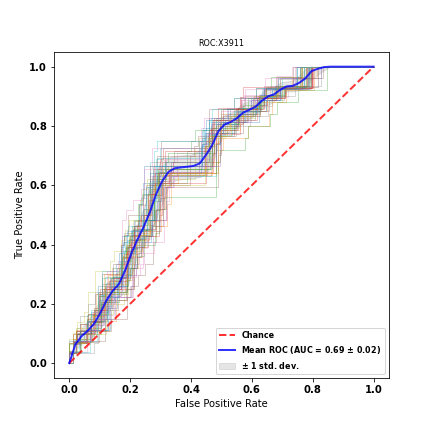 ROC:X3911
True Positive Rate
1.0
0.8
0.6
0.4
0.2
0.0
Chance
Mean ROC (AUC = 0.69 ± 0.02)
± 1 std. dev.
0.0 0.2 0.4 0.6 0.8 1.0
False Positive Rate